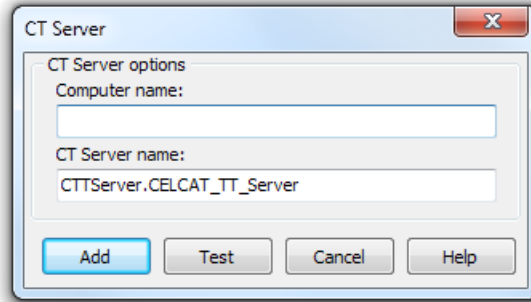 CT Server
CT Server options
Computer name:
CT Server name:
CTTServer.CELCAT_TT_Server
Add Test Cancel Help